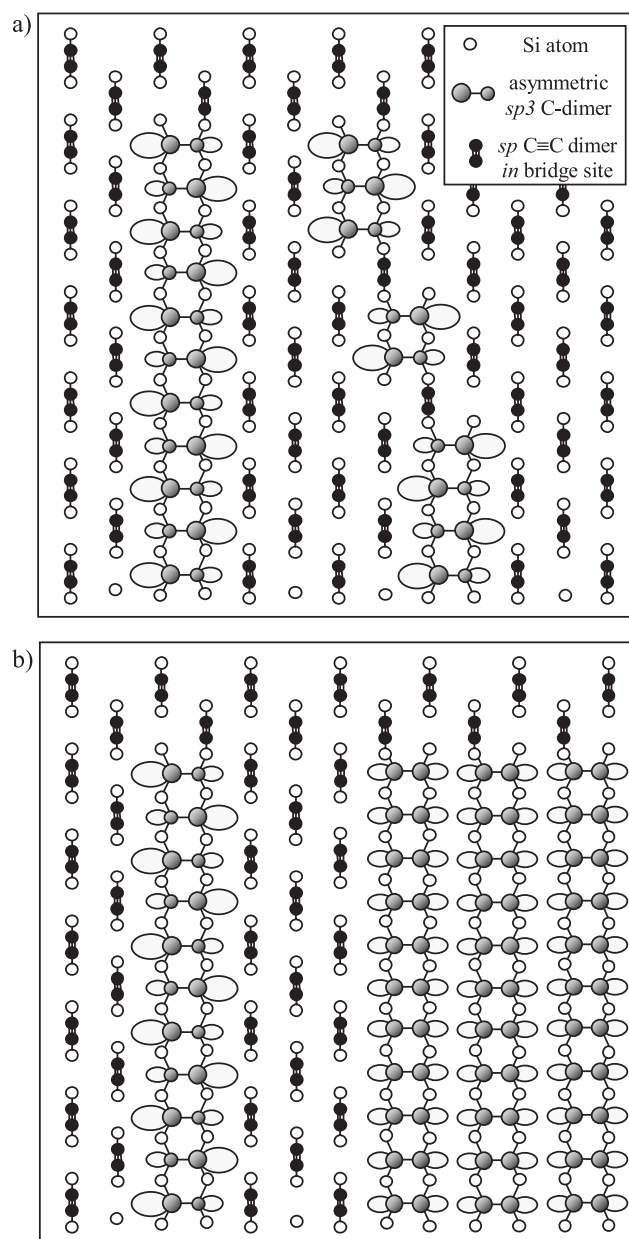 a)
Si atom
asymmetric
sp3 C-dimer
sp C≡C dimer
in bridge site
b)